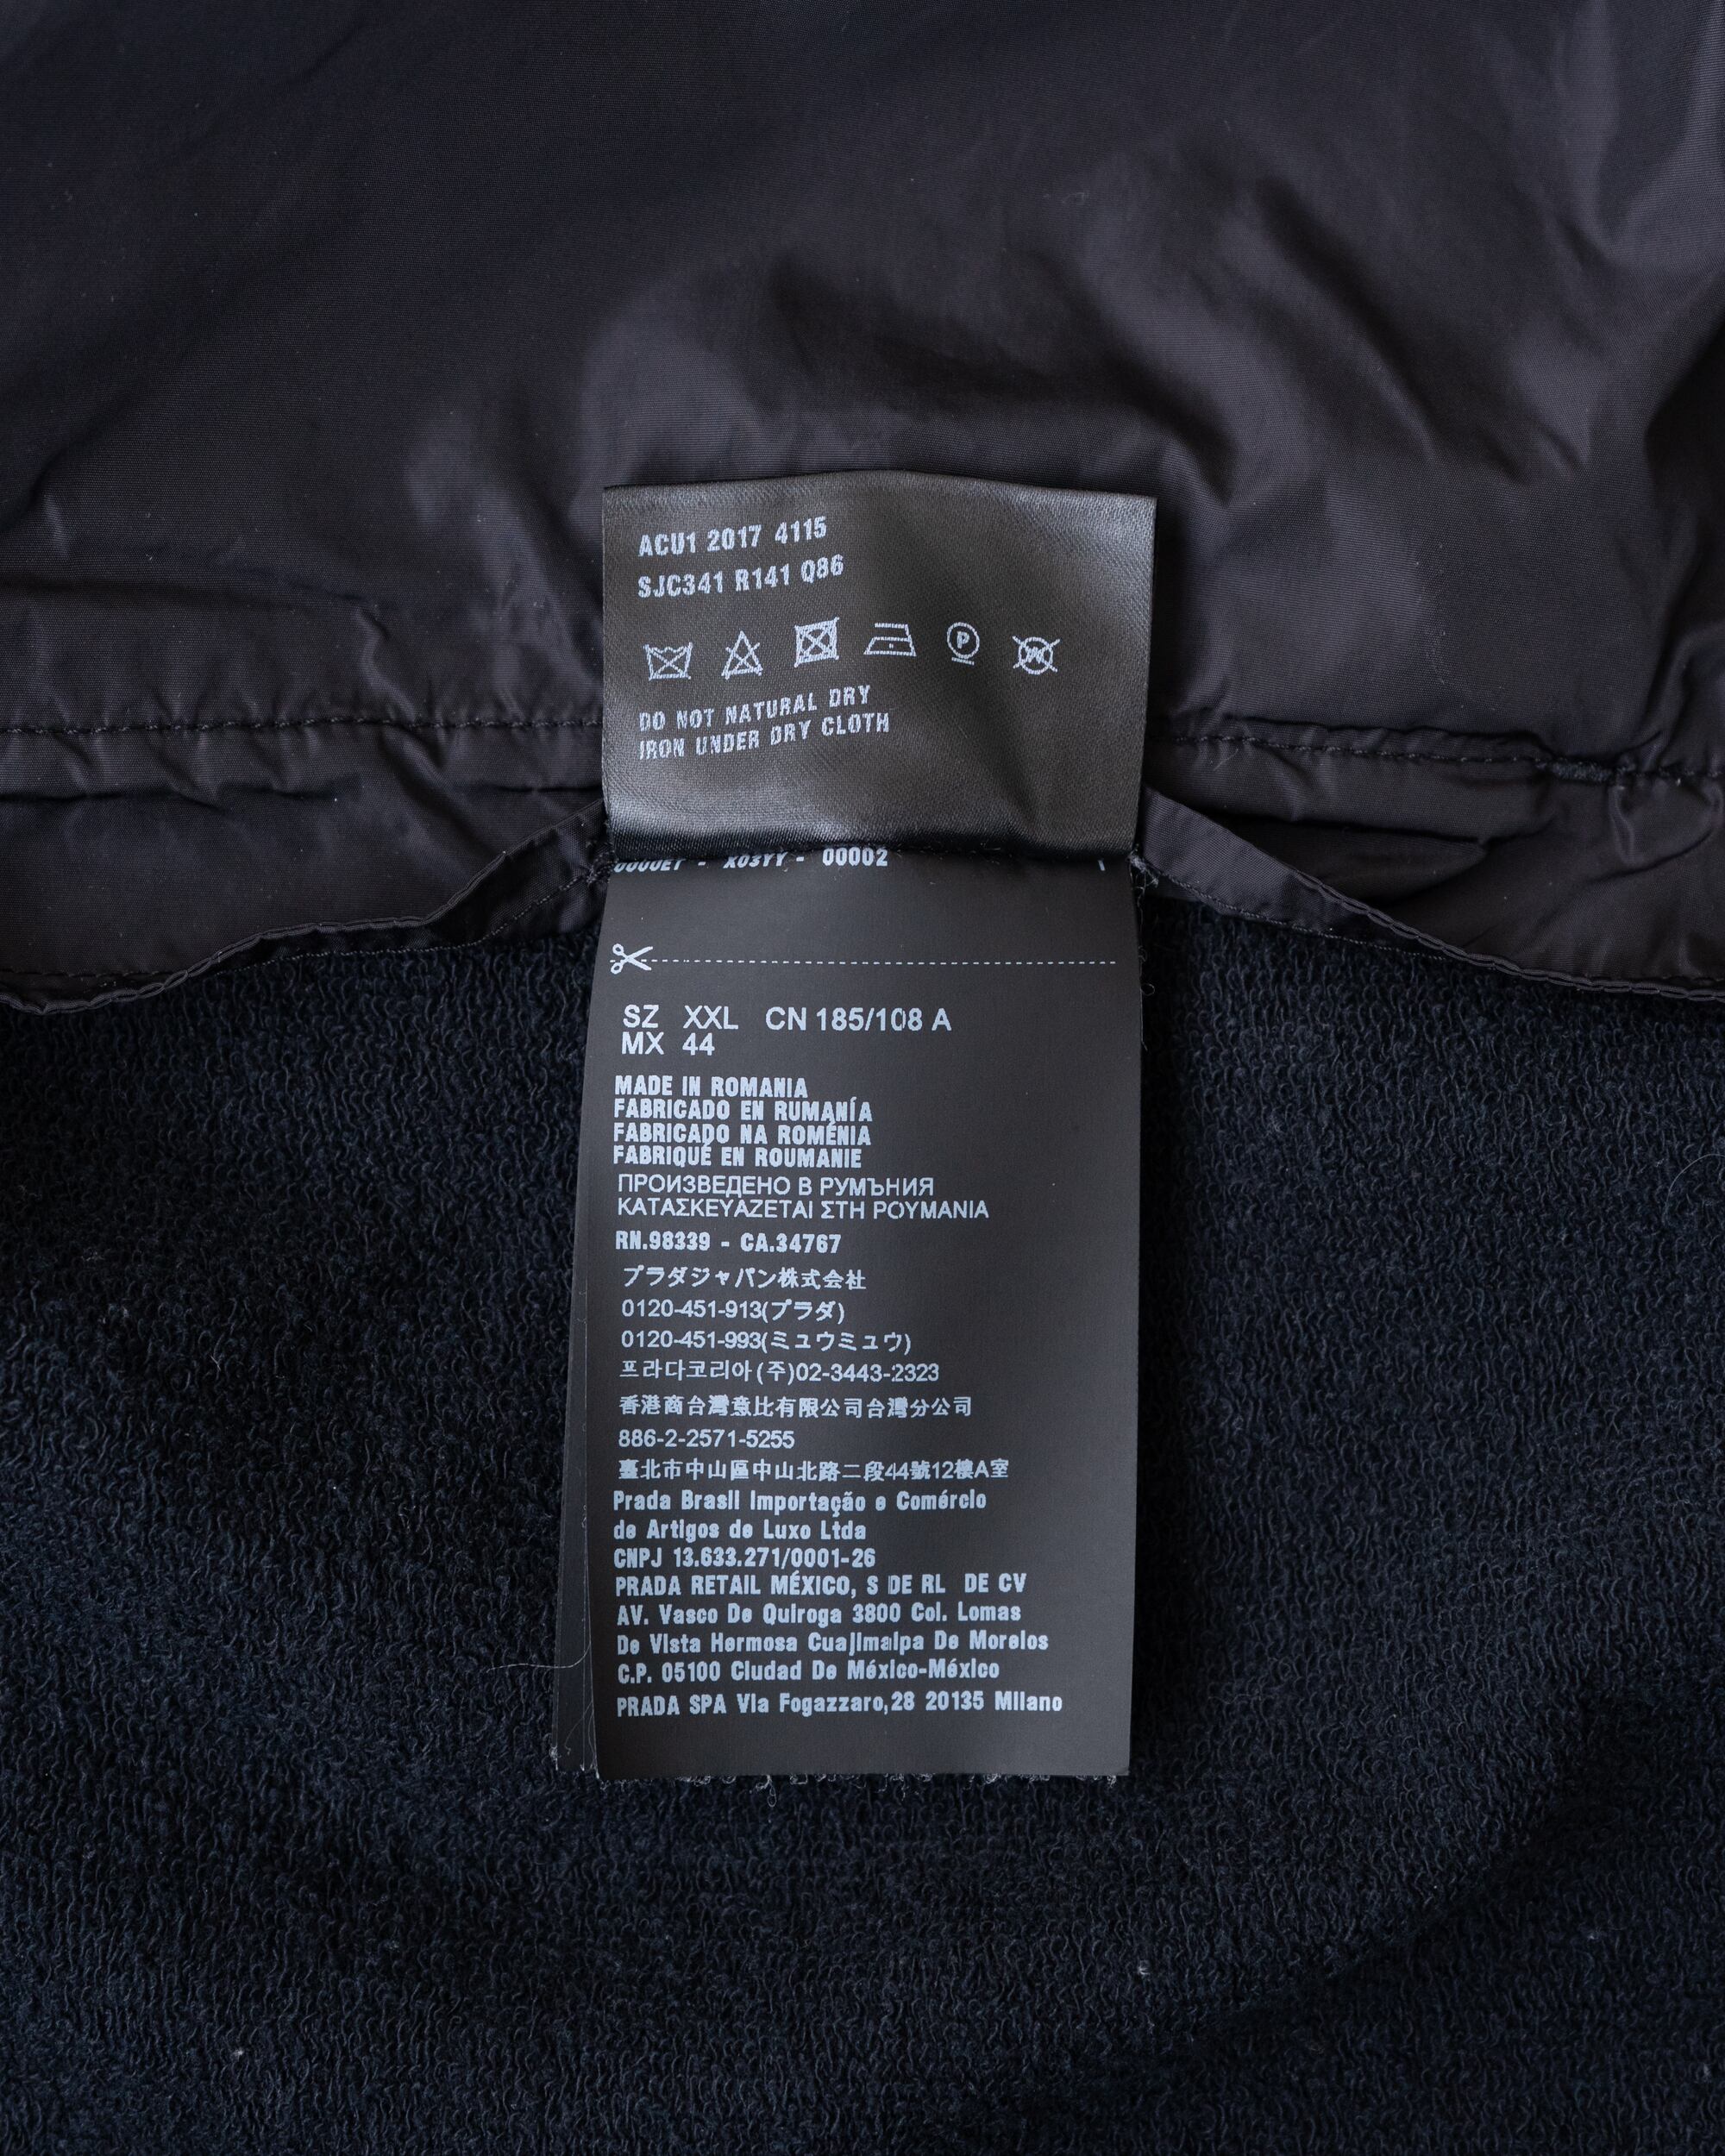 ACU1 2017 4115
SJC341 R141 Q86
P
W
DO NOT NATURAL DRY
IRON UNDER DRY CLOTH
- X03YY - 00002
SZ XXL CN 185/108 A
MX 44
MADE IN ROMANIA
FABRICADO EN RUMANÍA
FABRICADO NA ROMÉNIA
FABRIQUÉ EN ROUMANIE
ПРОИЗВЕДЕНО В РУМЪНИЯ
ΚΑΤΑΣΚΕΥΑΖΕΤΑΙ ΣΤΗ ΡΟΥΜΑΝΙΑ
RN.98339 - CA.34767
プラダジャパン株式会社
0120-451-913(プラダ)
0120-451-993(ミュウミュウ)
프라다코리아(주)02-3443-2323
香港商台灣意比有限公司台灣分公司
886-2-2571-5255
臺北市中山區中山北路二段44號12樓A室
Prada Brasil Importação e Comércio
de Artigos de Luxo Ltda
CNPJ 13.633.271/0001-26
PRADA RETAIL MÉXICO, S DE RL DE CV
AV. Vasco De Quiroga 3800 Col. Lomas
De Vista Hermosa Cuajimalpa De Morelos
C.P. 05100 Ciudad De México-México
PRADA SPA Via Fogazzaro,28 20135 Milano